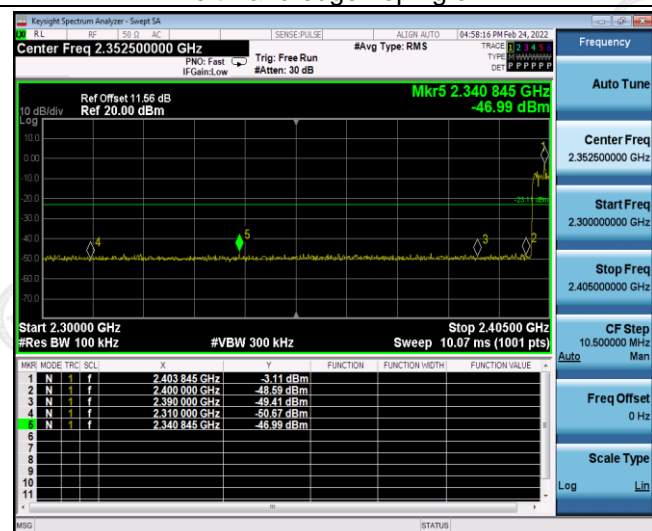 Keysight Spectrum Analyzer - Swept SA
RL RF 50 Ω AC SENSE:PULSE ALIGN AUTO 04:58:16 PM Feb 24, 2022
Center Freq 2.352500000 GHz #Avg Type: RMS TRACE 1 2 3 4 5 6
PNO: Fast Trig: Free Run TYPE MWWWWW
IFGain:Low #Atten: 30 dB DET P P P P P P
Frequency
Auto Tune
Mkr5 2.340 845 GHz
Ref Offset 11.56 dB
10 dB/div Ref 20.00 dBm -46.99 dBm
Log
10.0
0.00
-10.0
-20.0
-30.0
-40.0
-50.0
-60.0
-70.0
1
-23.11 dBm
4
5
3
2
Center Freq
2.352500000 GHz
Start Freq
2.300000000 GHz
Stop Freq
2.405000000 GHz
Start 2.30000 GHz Stop 2.40500 GHz
#Res BW 100 kHz #VBW 300 kHz Sweep 10.07 ms (1001 pts)
CF Step
10.500000 MHz
Auto Man
MKR MODE TRC SCL X Y FUNCTION FUNCTION WIDTH FUNCTION VALUE
1 N 1 f 2.403 845 GHz -3.11 dBm
2 N 1 f 2.400 000 GHz -48.59 dBm
3 N 1 f 2.390 000 GHz -49.41 dBm
4 N 1 f 2.310 000 GHz -50.67 dBm
5 N 1 f 2.340 845 GHz -46.99 dBm
6
7
8
9
10
11
Freq Offset
0 Hz
Scale Type
Log Lin
MSG STATUS